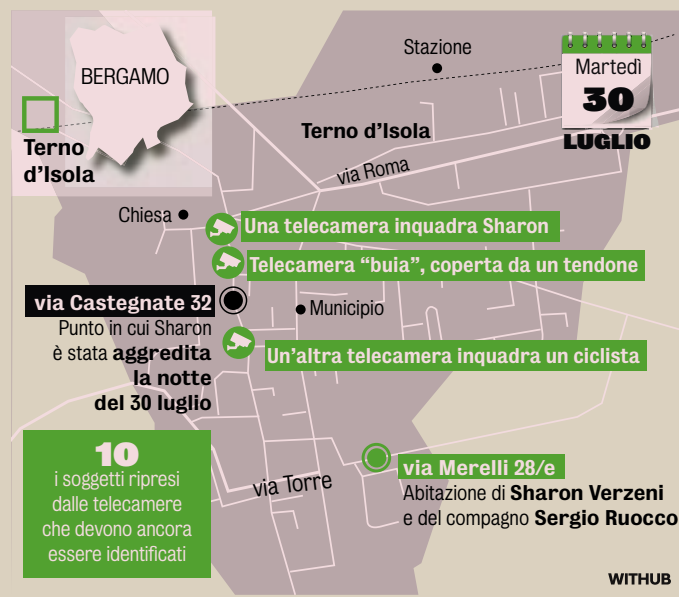 BERGAMO
Terno
d'Isola
Stazione
Martedì
30
LUGLIO
Terno d'Isola
via Roma
Chiesa
Una telecamera inquadra Sharon
Telecamera “buia”, coperta da un tendone
via Castegnate 32
Punto in cui Sharon
è stata aggredita
la notte
del 30 luglio
Municipio
Un'altra telecamera inquadra un ciclista
10
i soggetti ripresi
dalle telecamere
che devono ancora
essere identificati
via Torre
via Merelli 28/e
Abitazione di Sharon Verzeni
e del compagno Sergio Ruocco
WITHUB